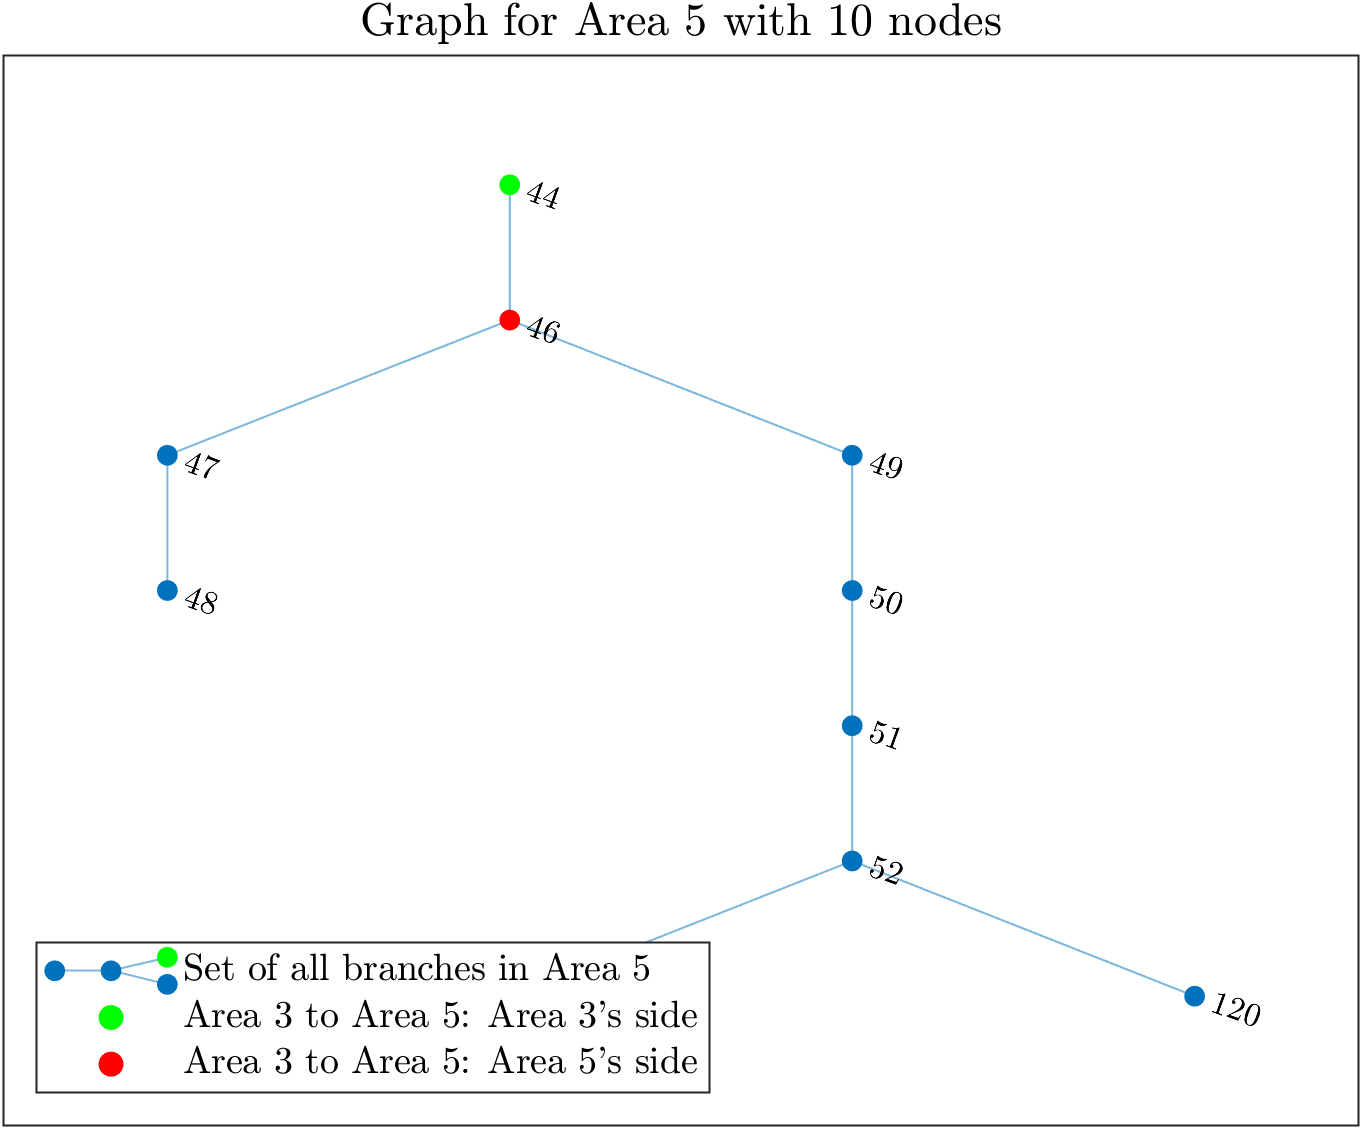 Graph for Area 5 with 10 nodes
44
46
47
49
48
50
51
52
120
Set of all branches in Area 5
Area 3 to Area 5: Area 3's side
Area 3 to Area 5: Area 5's side